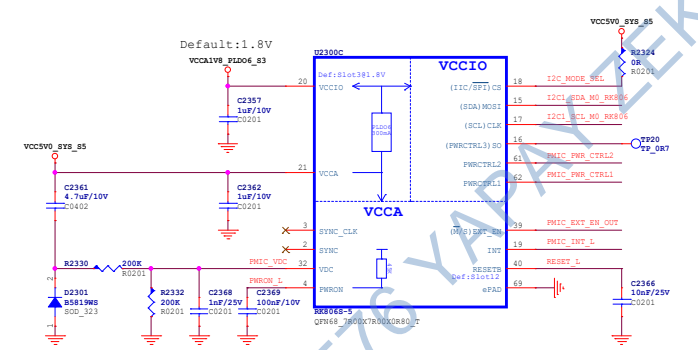 VCC5V0_SYS_S5
Default:1.8V
VCCA1V8_PLDO6_S3
U2300C
VCCIO
R2324
0R
R0201
Def:Slot3@1.8V
20
VCCIO
(IIC/SPI)CS
18
I2C_MODE_SEL
C2357
1uF/10V
C0201
(SDA)MOSI
15
I2C1_SDA_M0_RK806
PLDO6
300mA
(SCL)CLK
17
I2C1_SCL_M0_RK806
VCC5V0_SYS_S5
(PWRCTRL3)SO
16
TP20
TP_0R7
PWRCTRL2
61
PMIC_PWR_CTRL2
21
VCCA
PWRCTRL1
62
PMIC_PWR_CTRL1
C2361
4.7uF/10V
C0402
C2362
1uF/10V
C0201
VCCA
3
SYNC_CLK
(M/S)EXT_EN
39
PMIC_EXT_EN_OUT
2
SYNC
INT
19
PMIC_INT_L
R2330
200K
R0201
PMIC_VDC
32
VDC
RESETB
40
RESET_L
Def:Slot12
PWRON_L
4
PWRON
ePAD
69
2
D2301
B5819WS
SOD_323
1
R2332
200K
R0201
C2368
1nF/25V
C0201
C2369
100nF/10V
C0201
C2366
10nF/25V
C0201
RK806S-5
QFN68_7R00X7R00X0R80_T